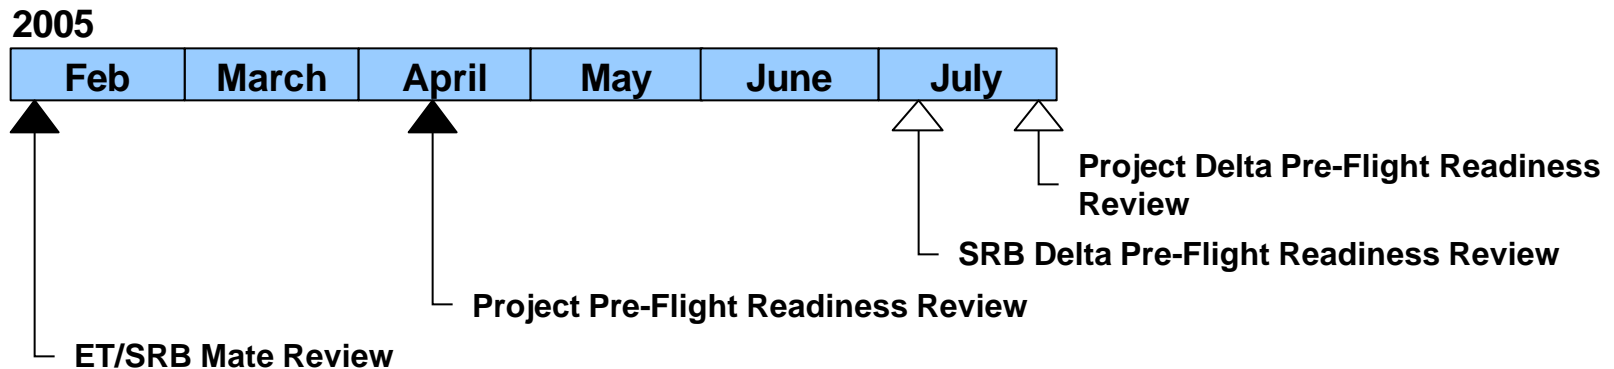 2005
Feb March April May June July
Project Delta Pre-Flight Readiness
Review
SRB Delta Pre-Flight Readiness Review
Project Pre-Flight Readiness Review
ET/SRB Mate Review